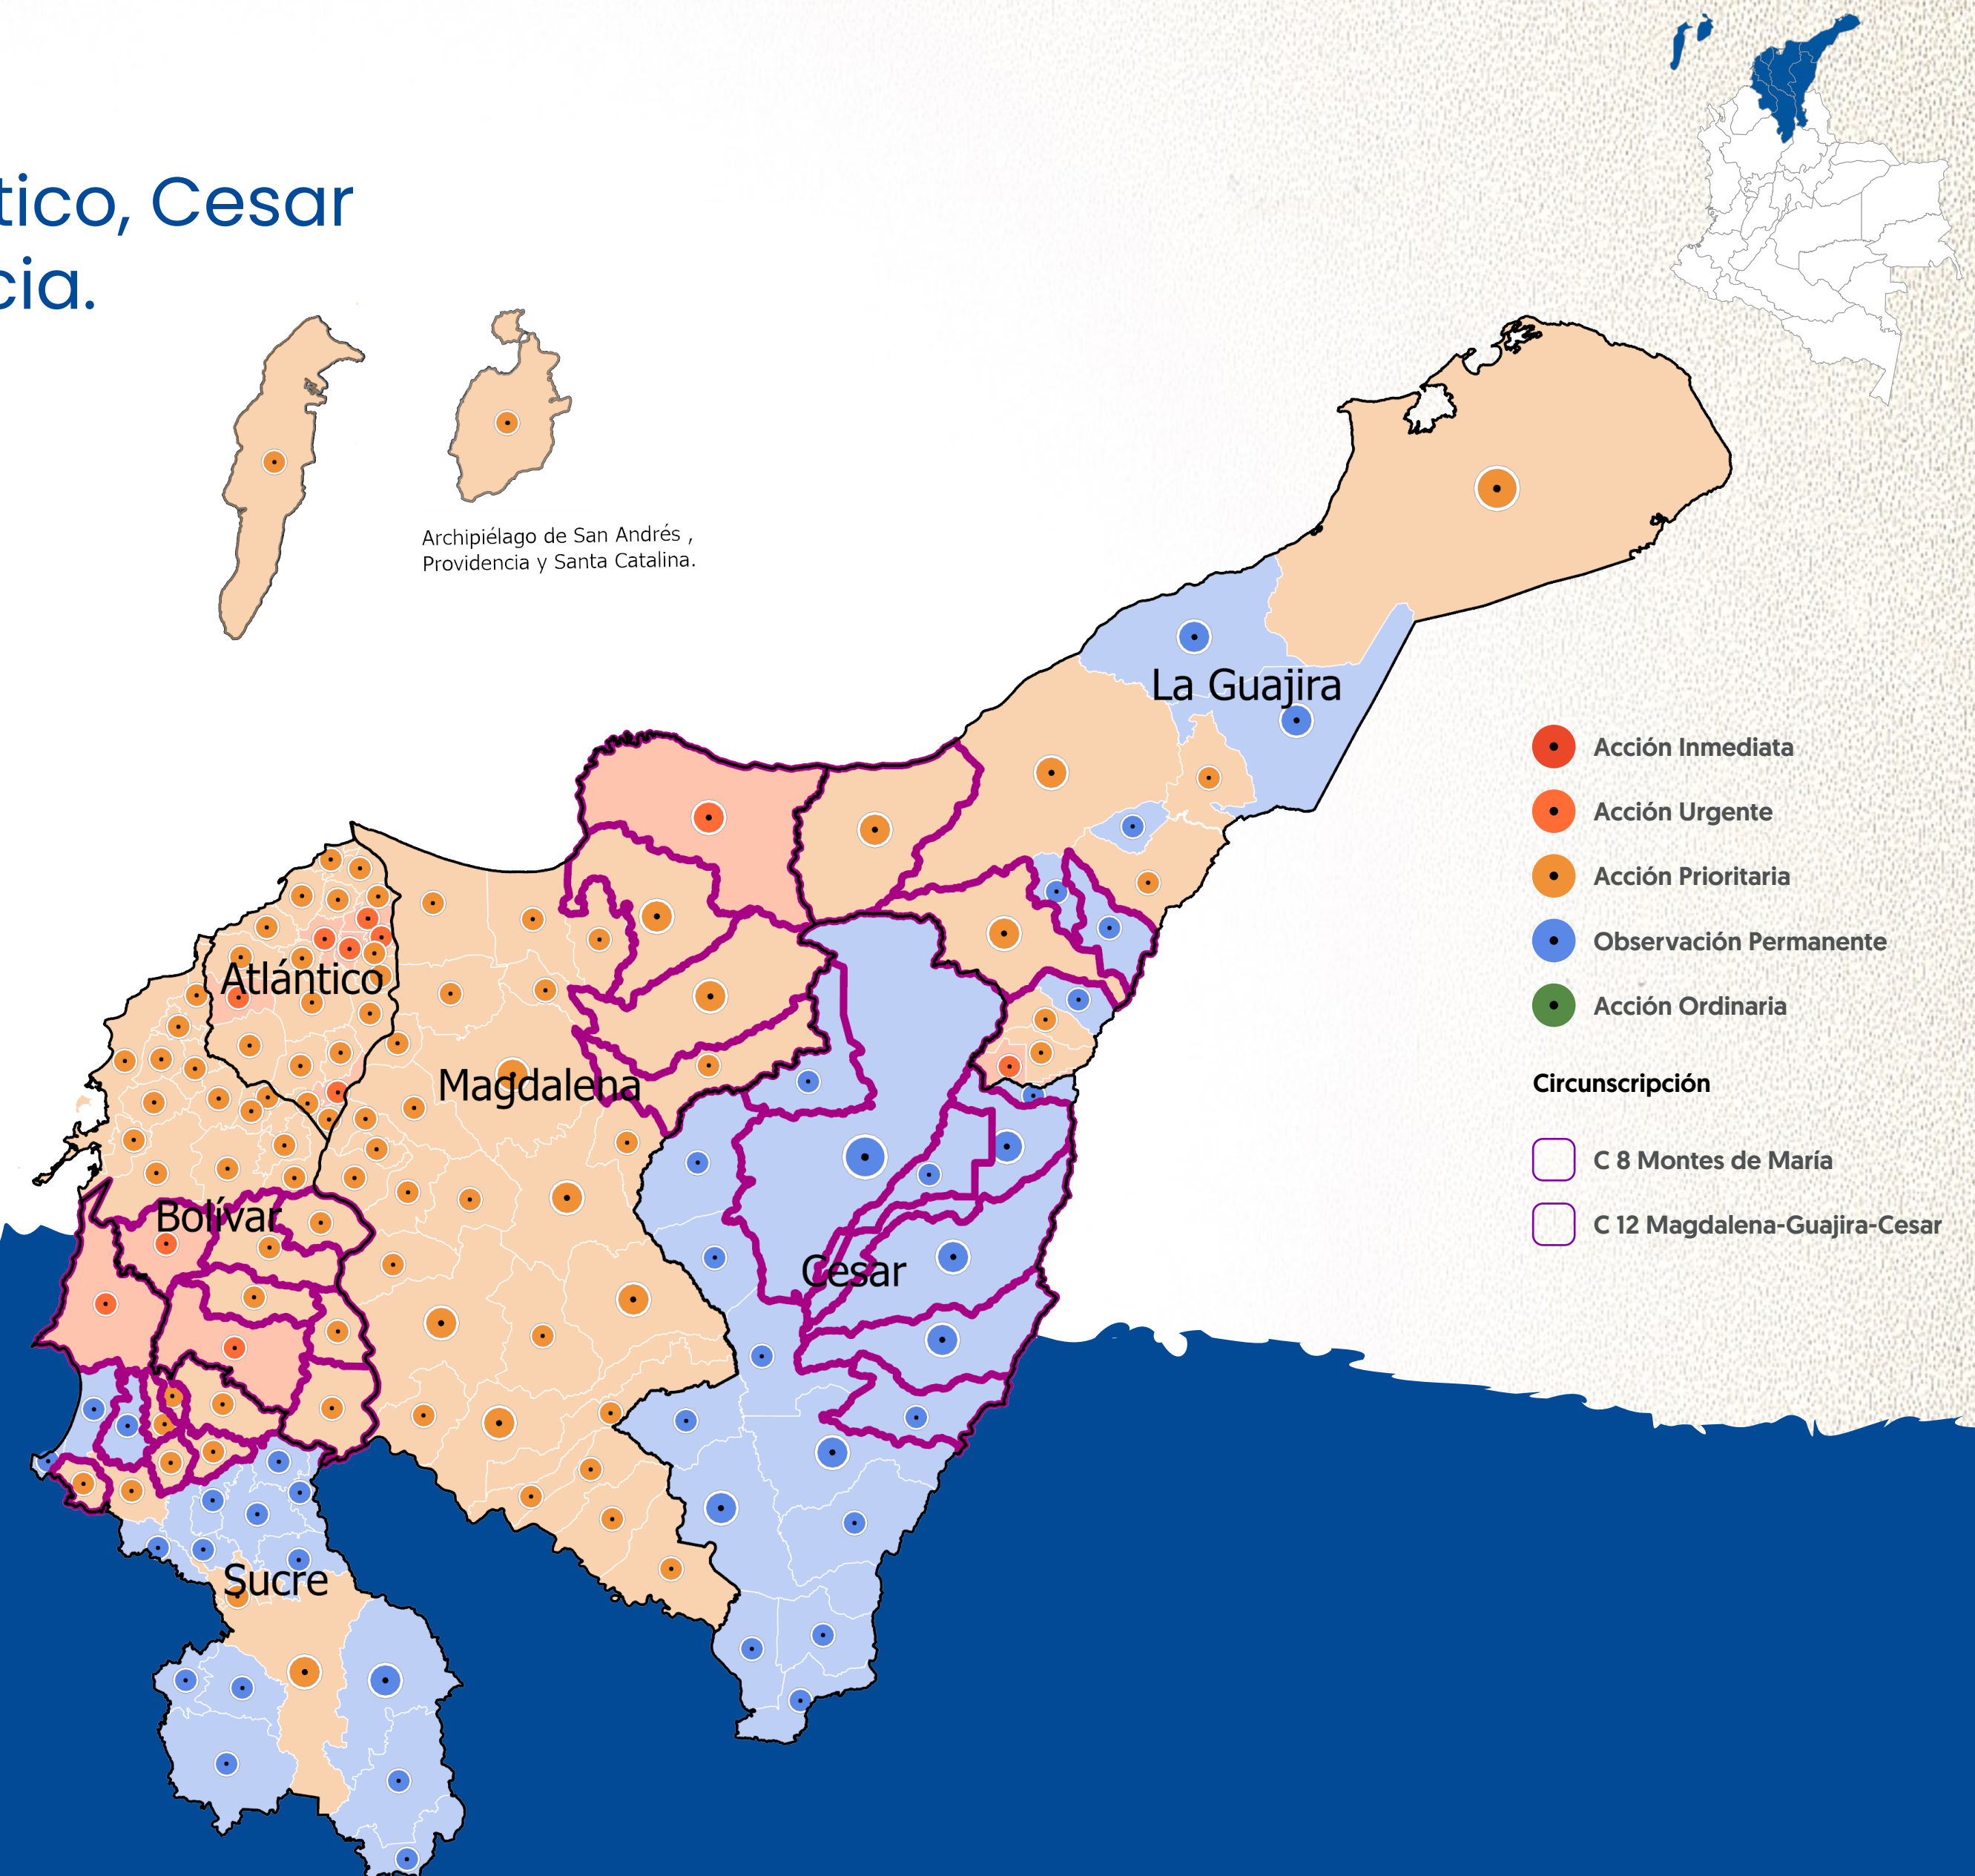 tico, Cesar
cia.
Archipiélago de San Andrés ,
Providencia y Santa Catalina.
La Guajira
Acción Inmediata
Acción Urgente
Acción Prioritaria
Observación Permanente
Acción Ordinaria
Atlántico
Magdalena
Circunscripción
C 8 Montes de María
C 12 Magdalena-Guajira-Cesar
Bolívar
Cesar
Sucre